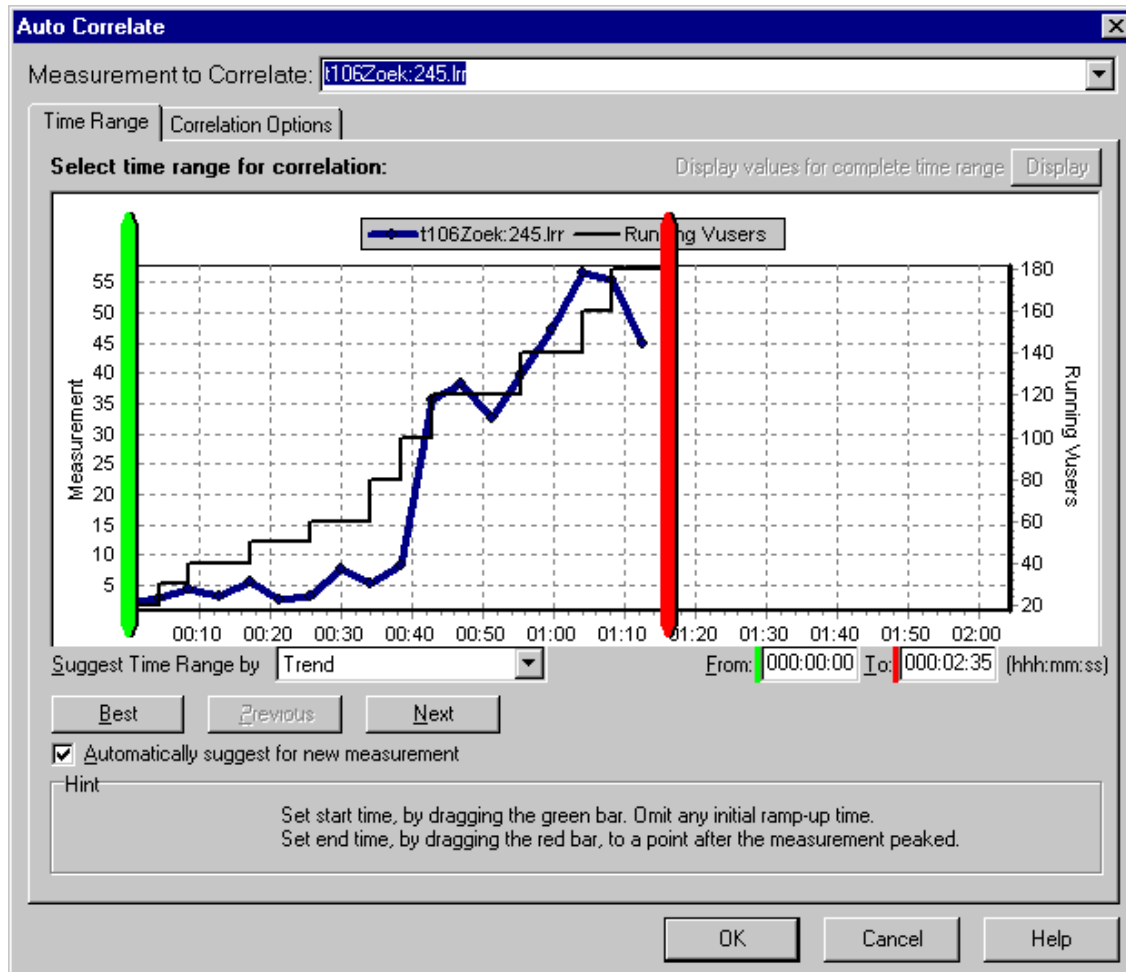 Auto Correlate
Measurement to Correlate: t106Zoek:245.lrr
Time Range Correlation Options
Select time range for correlation: Display values for complete time range Display
t106Zoek:245.lrr Running Vusers
Measurement
55
50
45
40
35
30
25
20
15
10
5
180
160
140
120
100
80
60
40
20
Running Vusers
00:10 00:20 00:30 00:40 00:50 01:00 01:10 01:20 01:30 01:40 01:50 02:00
Suggest Time Range by Trend From: 000:00:00 To: 000:02:35 (hhh:mm:ss)
Best Previous Next
Automatically suggest for new measurement
Hint
Set start time, by dragging the green bar. Omit any initial ramp-up time.
Set end time, by dragging the red bar, to a point after the measurement peaked.
OK Cancel Help